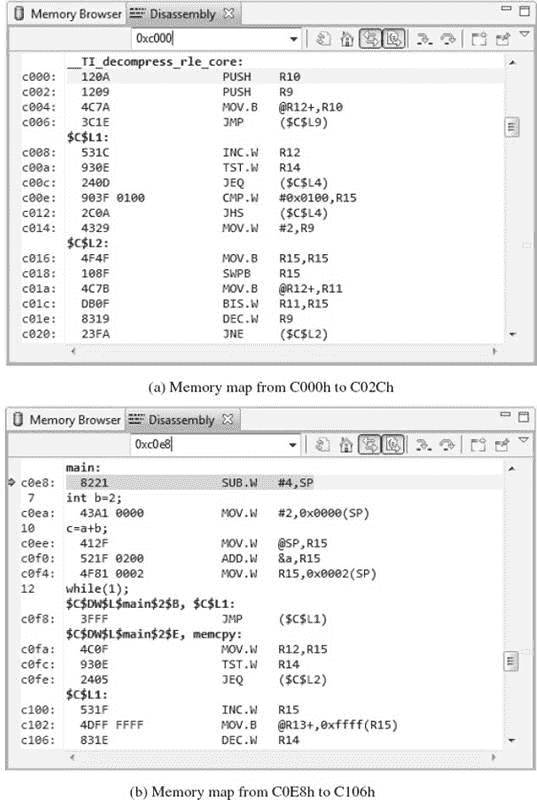 Memory Browser Disassembly
0xc000
__TI_decompress_rle_core:
c000: 120A PUSH R10
c002: 1209 PUSH R9
c004: 4C7A MOV.B @R12+,R10
c006: 3C1E JMP ($C$L9)
$C$L1:
c008: 531C INC.W R12
c00a: 930E TST.W R14
c00c: 240D JEQ ($C$L4)
c00e: 903F 0100 CMP.W #0x0100,R15
c012: 2C0A JHS ($C$L4)
c014: 4329 MOV.W #2,R9
$C$L2:
c016: 4F4F MOV.B R15,R15
c018: 108F SWPB R15
c01a: 4C7B MOV.B @R12+,R11
c01c: DB0F BIS.W R11,R15
c01e: 8319 DEC.W R9
c020: 23FA JNE ($C$L2)
(a) Memory map from C000h to C02Ch
Memory Browser Disassembly
0xc0e8
main:
c0e8: 8221 SUB.W #4,SP
7 int b=2;
c0ea: 43A1 0000 MOV.W #2,0x0000(SP)
10 c=a+b;
c0ee: 412F MOV.W @SP,R15
c0f0: 521F 0200 ADD.W &a,R15
c0f4: 4F81 0002 MOV.W R15,0x0002(SP)
12 while(1);
$C$DW$L$main$2$B, $C$L1:
c0f8: 3FFF JMP ($C$L1)
$C$DW$L$main$2$E, memcpy:
c0fa: 4C0F MOV.W R12,R15
c0fc: 930E TST.W R14
c0fe: 2405 JEQ ($C$L2)
$C$L1:
c100: 531F INC.W R15
c102: 4DFF FFFF MOV.B @R13+,0xffff(R15)
c106: 831E DEC.W R14
(b) Memory map from C0E8h to C106h